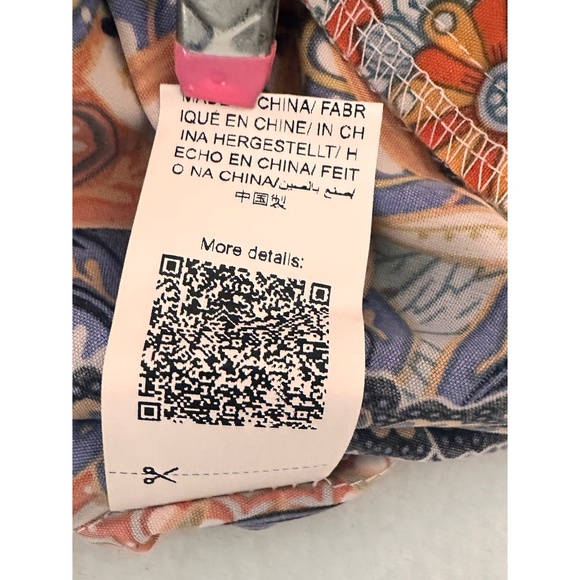 MADE IN CHINA/ FABR
IQUÉ EN CHINE/ IN CH
INA HERGESTELLT/ H
ECHO EN CHINA/ FEIT
O NA CHINA/صنع بالصين/
中国製
More details: